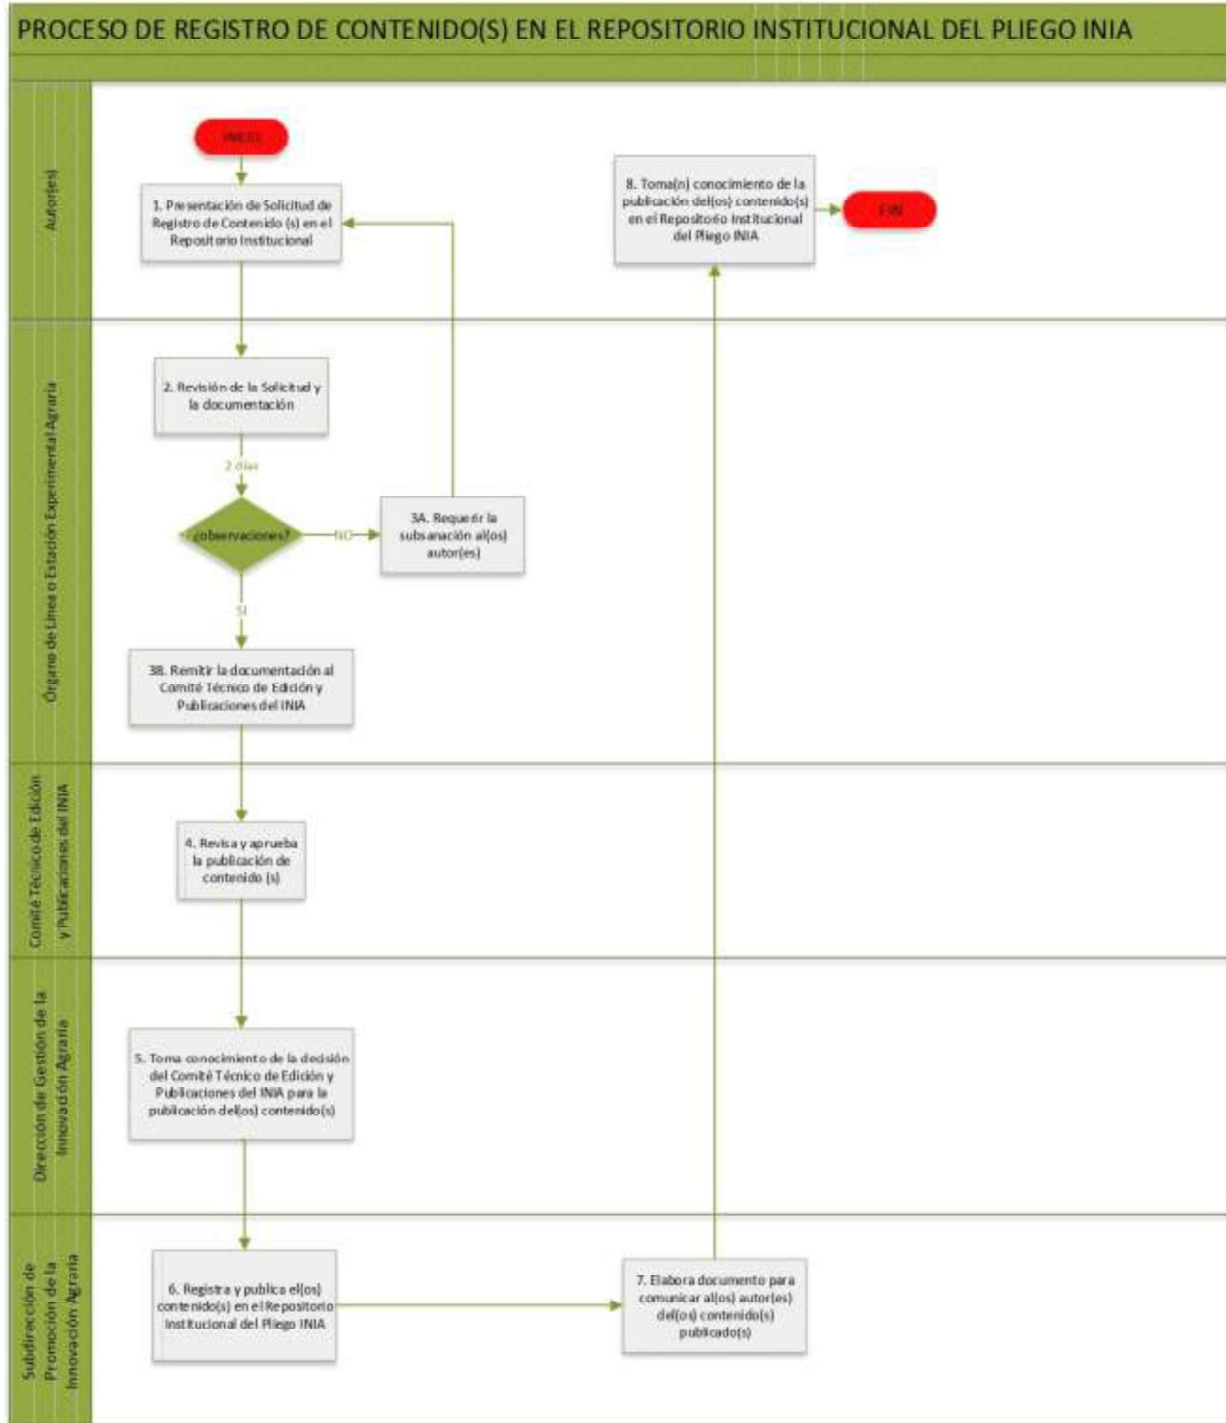 PROCESO DE REGISTRO DE CONTENIDO(S) EN EL REPOSITORIO INSTITUCIONAL DEL PLIEGO INIA
Autor(es)
INICIO
1. Presentación de Solicitud de
Registro de Contenido (s) en el
Repositorio Institucional
8. Toma(n) conocimiento de la
publicación del(os) contenido(s)
en el Repositorio Institucional
del Pliego INIA
FIN
Órgano de Línea o Estación Experimental Agraria
2. Revisión de la Solicitud y
la documentación
2 días
¿observaciones?
NO
3A. Requerir la
subsanación al(os)
autor(es)
SI
3B. Remitir la documentación al
Comité Técnico de Edición y
Publicaciones del INIA
Comité Técnico de Edición
y Publicaciones del INIA
4. Revisa y aprueba
la publicación de
contenido (s)
Dirección de Gestión de la
Innovación Agraria
5. Toma conocimiento de la decisión
del Comité Técnico de Edición y
Publicaciones del INIA para la
publicación del(os) contenido(s)
Subdirección de
Promoción de la
Innovación Agraria
6. Registra y publica el(os)
contenido(s) en el Repositorio
Institucional del Pliego INIA
7. Elabora documento para
comunicar al(os) autor(es)
del(os) contenido(s)
publicado(s)